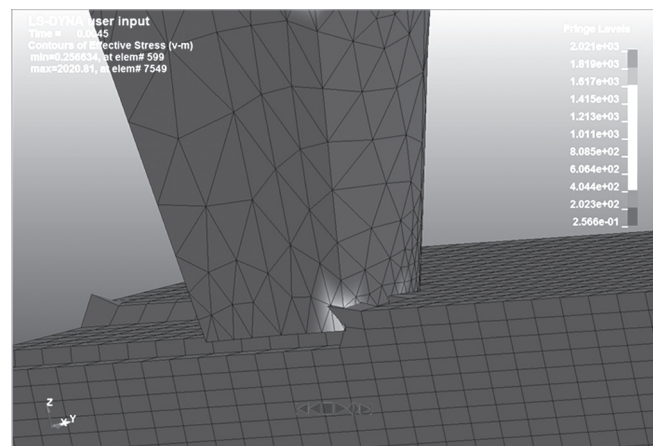 LS-DYNA user input
Time = 0.0045
Contours of Effective Stress (v-m)
min=0.256634, at elem# 599
max=2020.81, at elem# 7549
Fringe Levels
2.021e+03
1.819e+03
1.617e+03
1.415e+03
1.213e+03
1.011e+03
8.085e+02
6.064e+02
4.044e+02
2.023e+02
2.566e-01
Z
Y